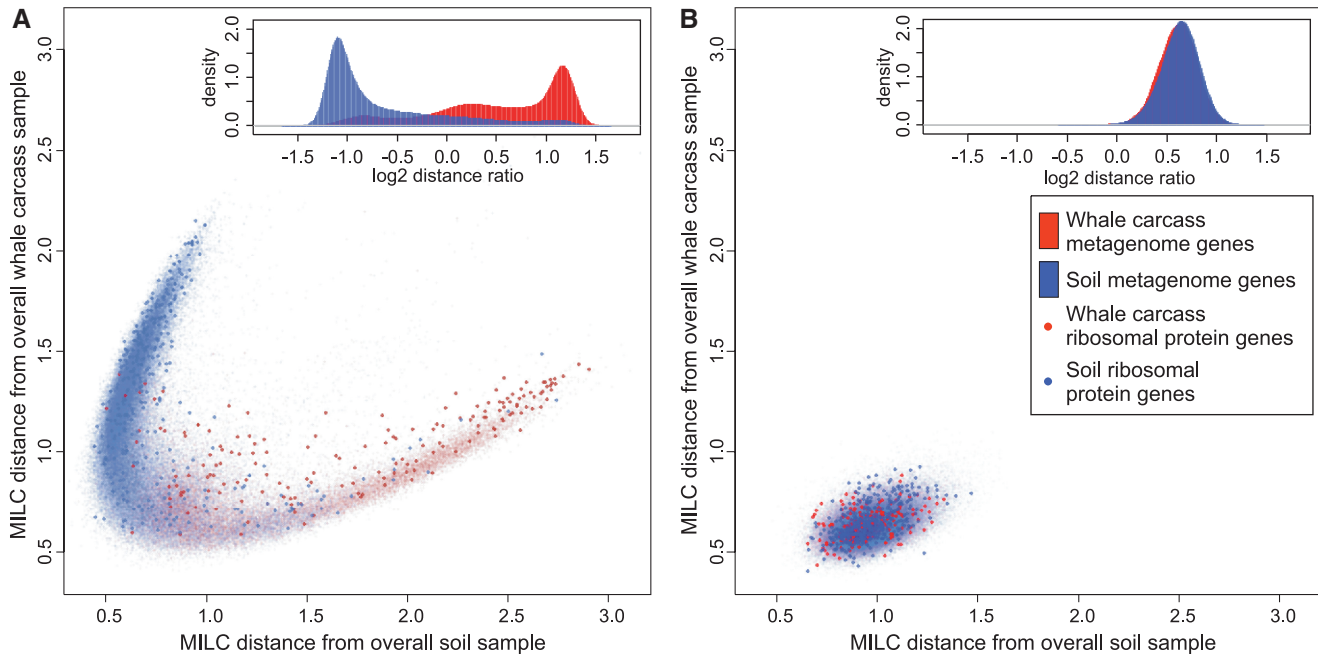 A
MILC distance from overall whale carcass sample
3.0
2.5
2.0
1.5
1.0
0.5
density
2.0
1.0
0.0
-1.5 -1.0 -0.5 0.0 0.5 1.0 1.5
log2 distance ratio
0.5 1.0 1.5 2.0 2.5 3.0
MILC distance from overall soil sample
B
MILC distance from overall whale carcass sample
3.0
2.5
2.0
1.5
1.0
0.5
density
2.0
1.0
0.0
-1.5 -1.0 -0.5 0.0 0.5 1.0 1.5
log2 distance ratio
Whale carcass
metagenome genes
Soil metagenome genes
Whale carcass
ribosomal protein genes
Soil ribosomal
protein genes
0.5 1.0 1.5 2.0 2.5 3.0
MILC distance from overall soil sample